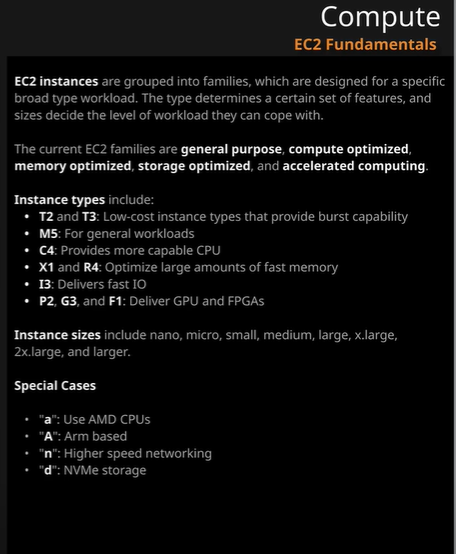 Compute
EC2 Fundamentals
EC2 instances are grouped into families, which are designed for a specific
broad type workload. The type determines a certain set of features, and
sizes decide the level of workload they can cope with.
The current EC2 families are general purpose, compute optimized,
memory optimized, storage optimized, and accelerated computing.
Instance types include:
• T2 and T3: Low-cost instance types that provide burst capability
• M5: For general workloads
• C4: Provides more capable CPU
• X1 and R4: Optimize large amounts of fast memory
• I3: Delivers fast IO
• P2, G3, and F1: Deliver GPU and FPGAs
Instance sizes include nano, micro, small, medium, large, x.large,
2x.large, and larger.
Special Cases
• "a": Use AMD CPUs
• "A": Arm based
• "n": Higher speed networking
• "d": NVMe storage